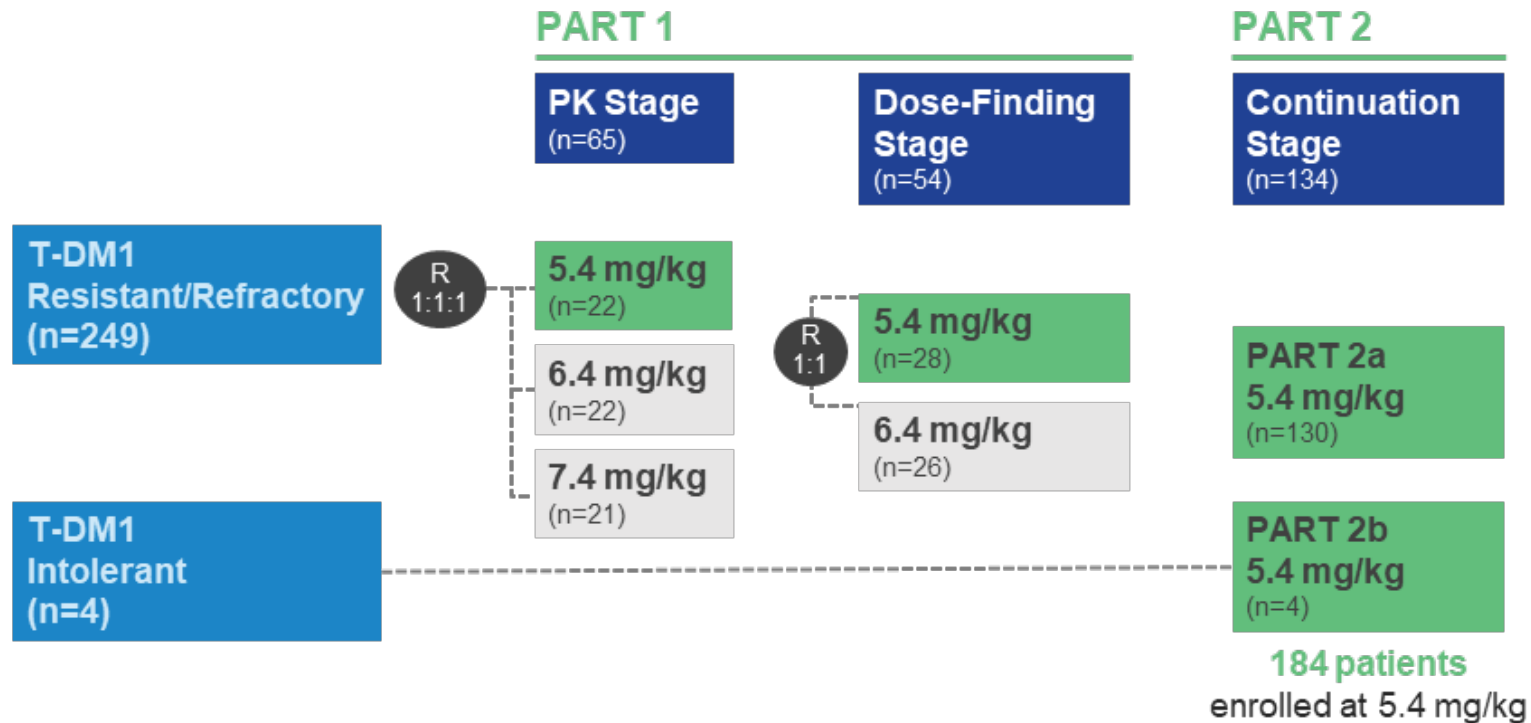 PART 1
PART 2
PK Stage
(n=65)
Dose-Finding
Stage
(n=54)
Continuation
Stage
(n=134)
T-DM1
Resistant/Refractory
(n=249)
R
1:1:1
5.4 mg/kg
(n=22)
6.4 mg/kg
(n=22)
7.4 mg/kg
(n=21)
R
1:1
5.4 mg/kg
(n=28)
6.4 mg/kg
(n=26)
PART 2a
5.4 mg/kg
(n=130)
T-DM1
Intolerant
(n=4)
PART 2b
5.4 mg/kg
(n=4)
184 patients
enrolled at 5.4 mg/kg